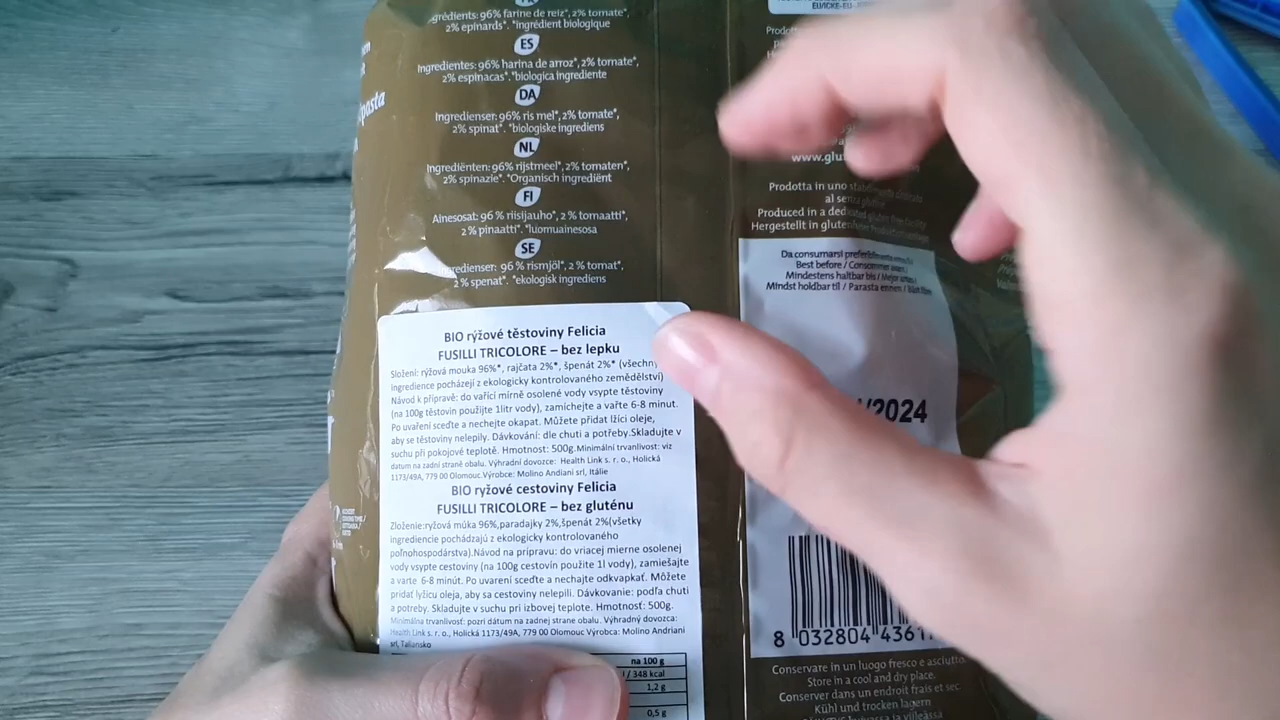 grédients: 96% farine de reiz*, 2% tomate*,
2% epinards*. *ingrédient biologique
ES
Ingredientes: 96% harina de arroz*, 2% tomate*,
2% espinacas*. *biologica ingrediente
DA
Ingredienser: 96% ris mel*, 2% tomate*,
2% spinat*. *biologiske ingrediens
NL
Ingrediënten: 96% rijstmeel*, 2% tomaten*,
2% spinazie*. *Organisch ingrediënt
FI
Ainesosat: 96 % riisijauho*, 2 % tomaatti*,
2 % pinaatti*. *luomuainesosa
SE
redienser: 96 % rismjöl*, 2 % tomat*,
2 % spenat*. *ekologisk ingrediens
pasta
BIO rýžové těstoviny Felicia
FUSILLI TRICOLORE – bez lepku
Složení: rýžová mouka 96%*, rajčata 2%*, špenát 2%* (všechny
ingredience pocházejí z ekologicky kontrolovaného zemědělství)
Návod k přípravě: do vařící mírně osolené vody vsypte těstoviny
(na 100g těstovin použijte 1litr vody), zamíchejte a vařte 6-8 minut.
Po uvaření sceďte a nechejte okapat. Můžete přidat lžíci oleje,
aby se těstoviny nelepily. Dávkování: dle chuti a potřeby.Skladujte v
suchu při pokojové teplotě. Hmotnost: 500g.Minimální trvanlivost: viz
datum na zadní straně obalu. Výhradní dovozce: Health Link s. r. o., Holická
1173/49A, 779 00 Olomouc.Výrobce: Molino Andiani srl, Itálie
BIO ryžové cestoviny Felicia
FUSILLI TRICOLORE – bez gluténu
Zloženie:ryžová múka 96%,paradajky 2%,špenát 2%(všetky
ingrediencie pochádzajú z ekologicky kontrolovaného
poľnohospodárstva).Návod na prípravu: do vriacej mierne osolenej
vody vsypte cestoviny (na 100g cestovín použite 1l vody), zamiešajte
a varte 6-8 minút. Po uvarení sceďte a nechajte odkvapkať. Môžete
pridať lyžicu oleja, aby sa cestoviny nelepili. Dávkovanie: podľa chuti
a potreby. Skladujte v suchu pri izbovej teplote. Hmotnosť: 500g.
Minimálna trvanlivosť: pozri dátum na zadnej strane obalu. Výhradný dovozca:
Health Link s. r. o., Holická 1173/49A, 779 00 Olomouc Výrobca: Molino Andriani
srl, Taliansko
na 100 g
/ 348 kcal
1,2 g
0,5 g
www.glu
Prodotta in uno stabilimento dedicato
al senza glutine
Produced in a dedicated gluten free facility
Hergestellt in gluten
Da consumarsi preferibilmente
Best before / Consommer avant
Mindestens haltbar bis / Mejor antes
Mindst holdbar til / Parasta ennen / Bäst före
/2024
8 032804 4361
Conservare in un luogo fresco e asciutto.
Store in a cool and dry place.
Conserver dans un endroit frais et sec
Kühl und trocken lagern